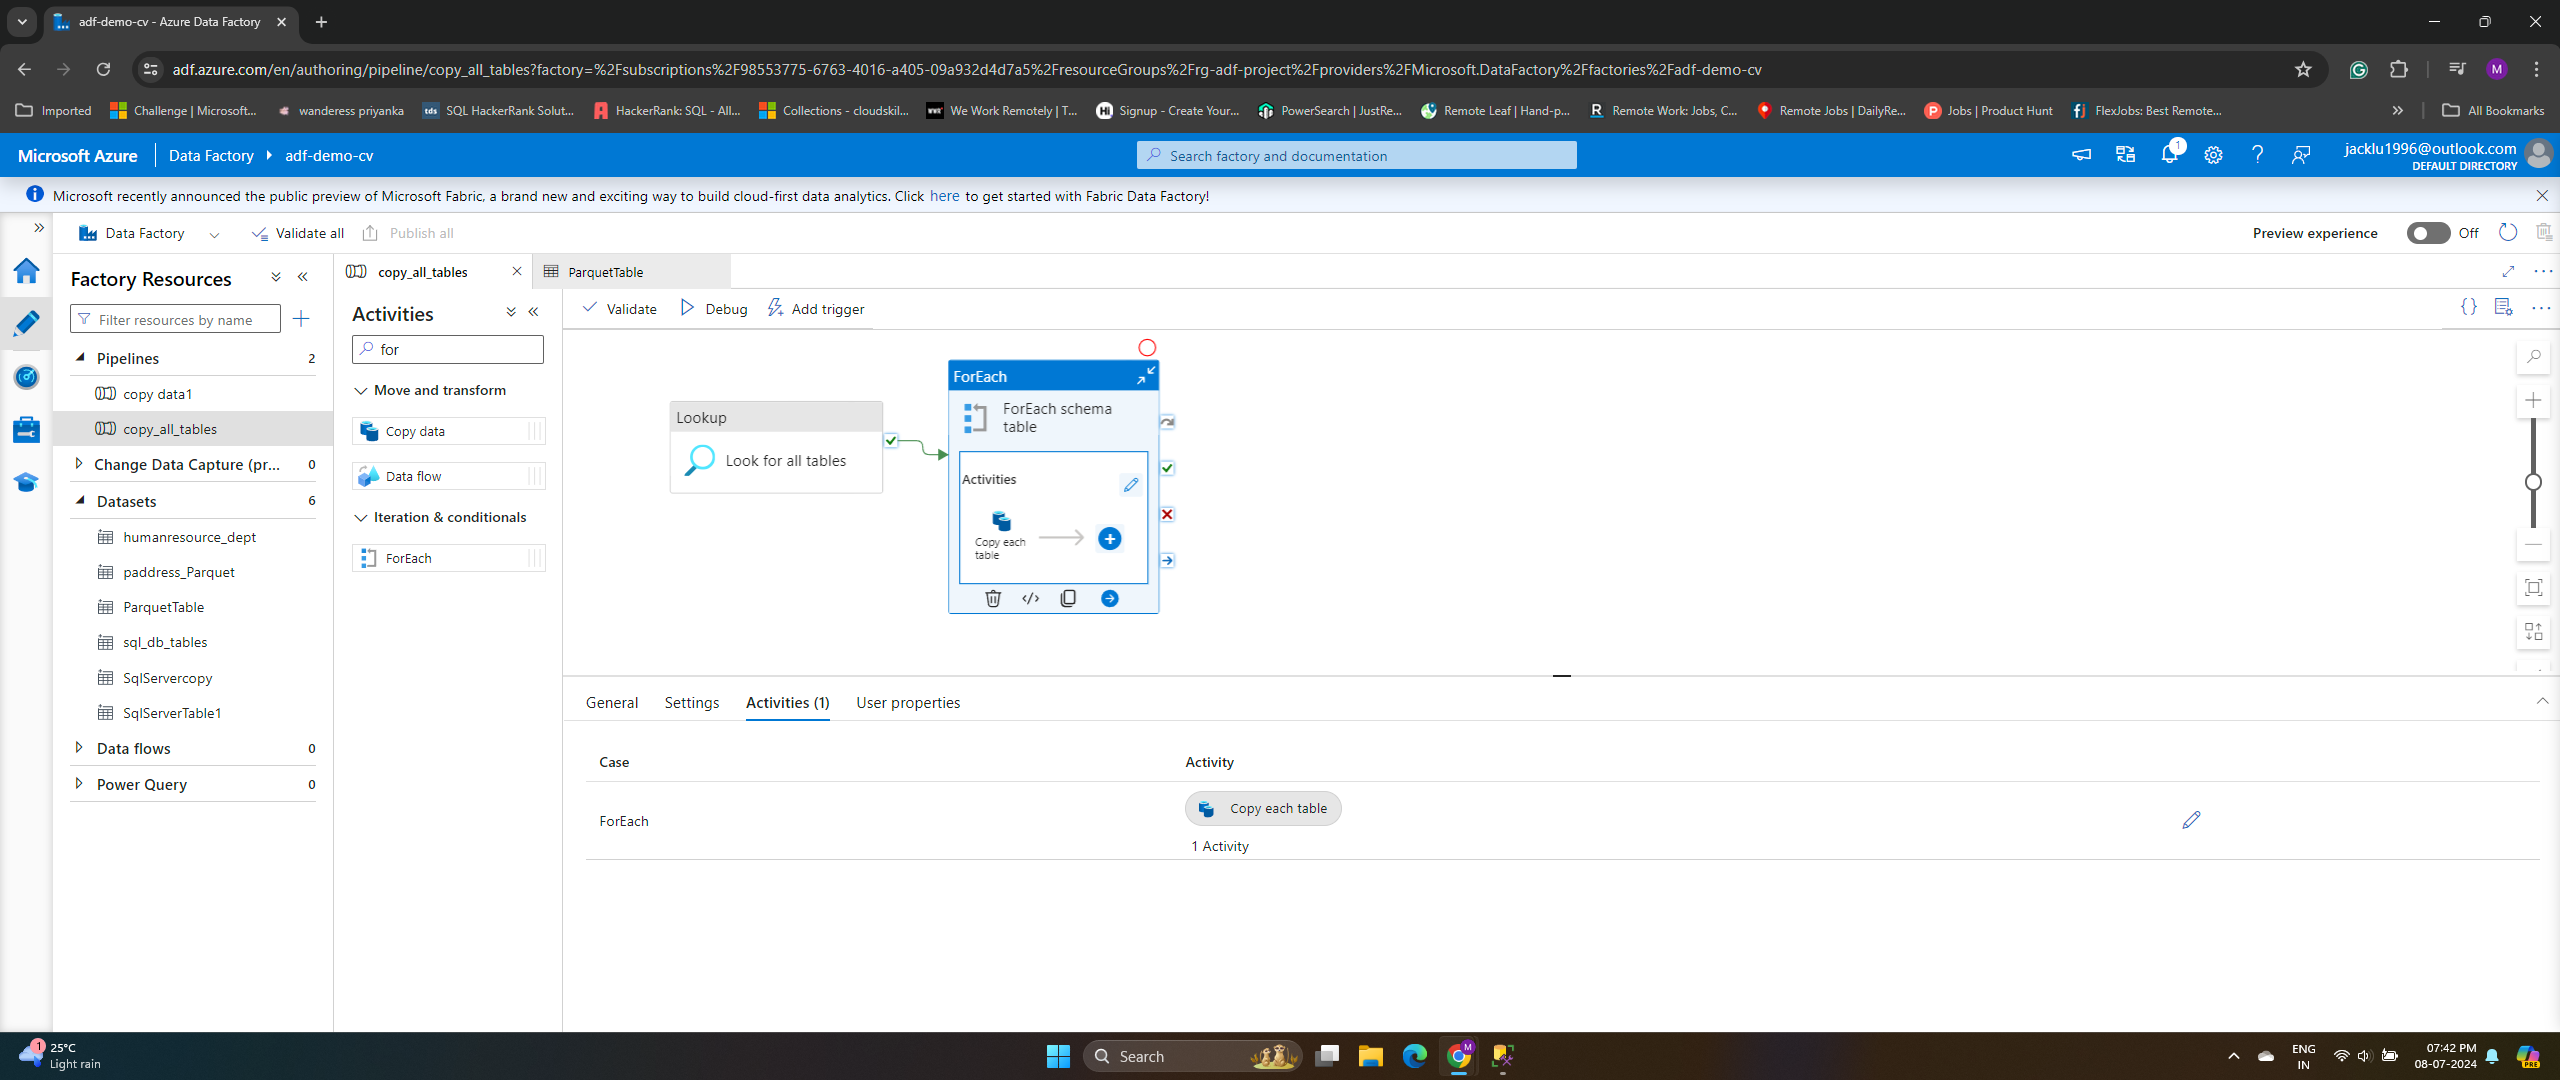 adf-demo-cv - Azure Data Factory
adf.azure.com/en/authoring/pipeline/copy_all_tables?factory=%2Fsubscriptions%2F98553775-6763-4016-a405-09a932d4d7a5%2FresourceGroups%2Frg-adf-project%2Fproviders%2FMicrosoft.DataFactory%2Ffactories%2Fadf-demo-cv
M
Imported Challenge | Microsoft... wanderess priyanka tds SQL HackerRank Solut... HackerRank: SQL - All... Collections - cloudskil... We Work Remotely | T... Signup - Create Your... PowerSearch | JustRe... Remote Leaf | Hand-p... R Remote Work: Jobs, C... Remote Jobs | DailyRe... P Jobs | Product Hunt FlexJobs: Best Remote... All Bookmarks
Microsoft Azure Data Factory adf-demo-cv
Search factory and documentation
1
jacklu1996@outlook.com
DEFAULT DIRECTORY
Microsoft recently announced the public preview of Microsoft Fabric, a brand new and exciting way to build cloud-first data analytics. Click here to get started with Fabric Data Factory!
Data Factory Validate all Publish all
Preview experience Off
Factory Resources
Filter resources by name
Pipelines 2
copy data1
copy_all_tables
Change Data Capture (pr... 0
Datasets 6
humanresource_dept
paddress_Parquet
ParquetTable
sql_db_tables
SqlServercopy
SqlServerTable1
Data flows 0
Power Query 0
copy_all_tables
ParquetTable
Activities
for
Move and transform
Copy data
Data flow
Iteration & conditionals
ForEach
Validate Debug Add trigger
Lookup
Look for all tables
ForEach
ForEach schema
table
Activities
Copy each
table
General Settings Activities (1) User properties
Case Activity
ForEach
Copy each table
1 Activity
1
25°C
Light rain
Search
M
ENG
IN
07:42 PM
08-07-2024
PRE